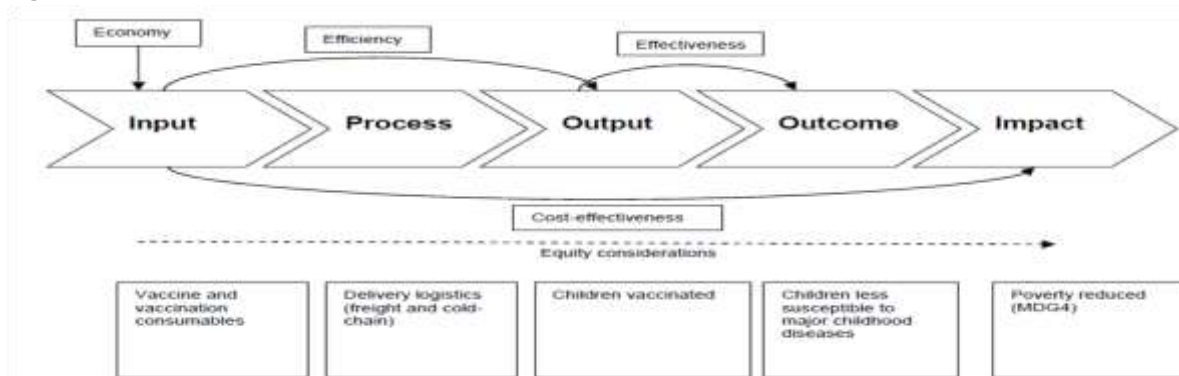 Economy
Efficiency
Effectiveness
Input
Process
Output
Outcome
Impact
Cost-effectiveness
Equity considerations
Vaccine and
vaccination
consumables
Delivery logistics
(freight and cold-
chain)
Children vaccinated
Children less
susceptible to
major childhood
diseases
Poverty reduced
(MDG4)